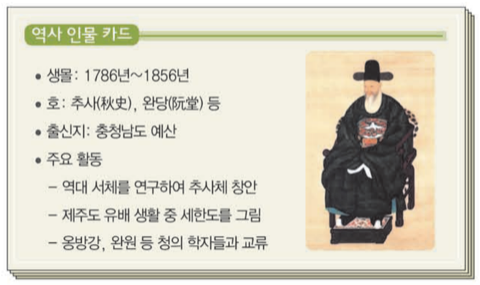 역사 인물 카드
• 생몰: 1786년~1856년
• 호: 추사(秋史), 완당(阮堂) 등
• 출신지: 충청남도 예산
• 주요 활동
– 역대 서체를 연구하여 추사체 창안
– 제주도 유배 생활 중 세한도를 그림
– 옹방강, 완원 등 청의 학자들과 교류